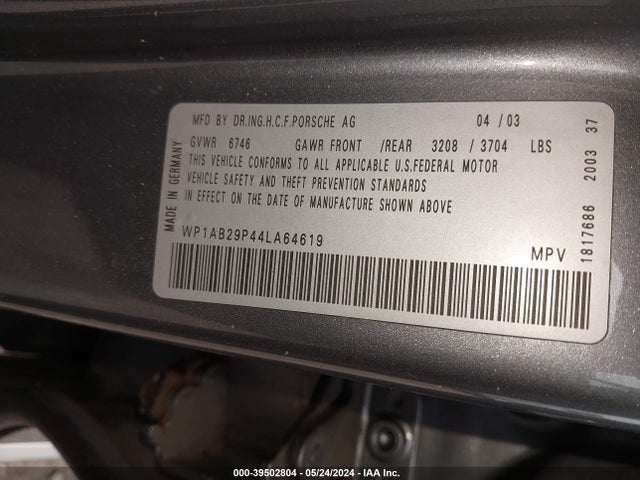 MFD BY DR.ING.H.C.F.PORSCHE AG 04 / 03
GVWR 6746 GAWR FRONT /REAR 3208 / 3704 LBS
THIS VEHICLE CONFORMS TO ALL APPLICABLE U.S.FEDERAL MOTOR
VEHICLE SAFETY AND THEFT PREVENTION STANDARDS
IN EFFECT ON THE DATE OF MANUFACTURE SHOWN ABOVE
WP1AB29P44LA64619
MPV
MADE IN GERMANY
1817686 2003 37
000-39502804 - 05/24/2024 - IAA Inc.